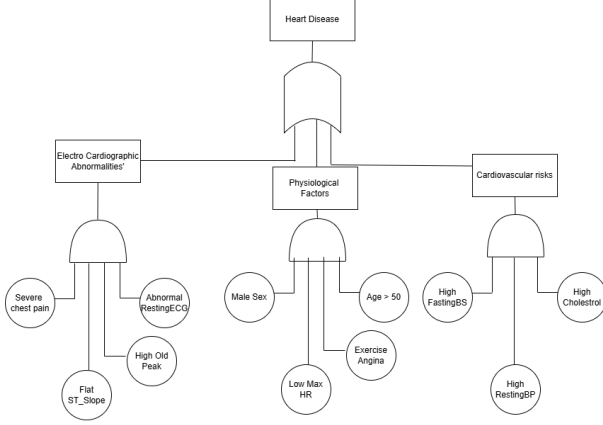 Heart Disease
Electro Cardiographic
Abnormalities'
Physiological
Factors
Cardiovascular risks
Severe
chest pain
Abnormal
RestingECG
Male Sex
Age > 50
High
FastingBS
High
Cholestrol
High Old
Peak
Exercise
Angina
Flat
ST_Slope
Low Max
HR
High
RestingBP